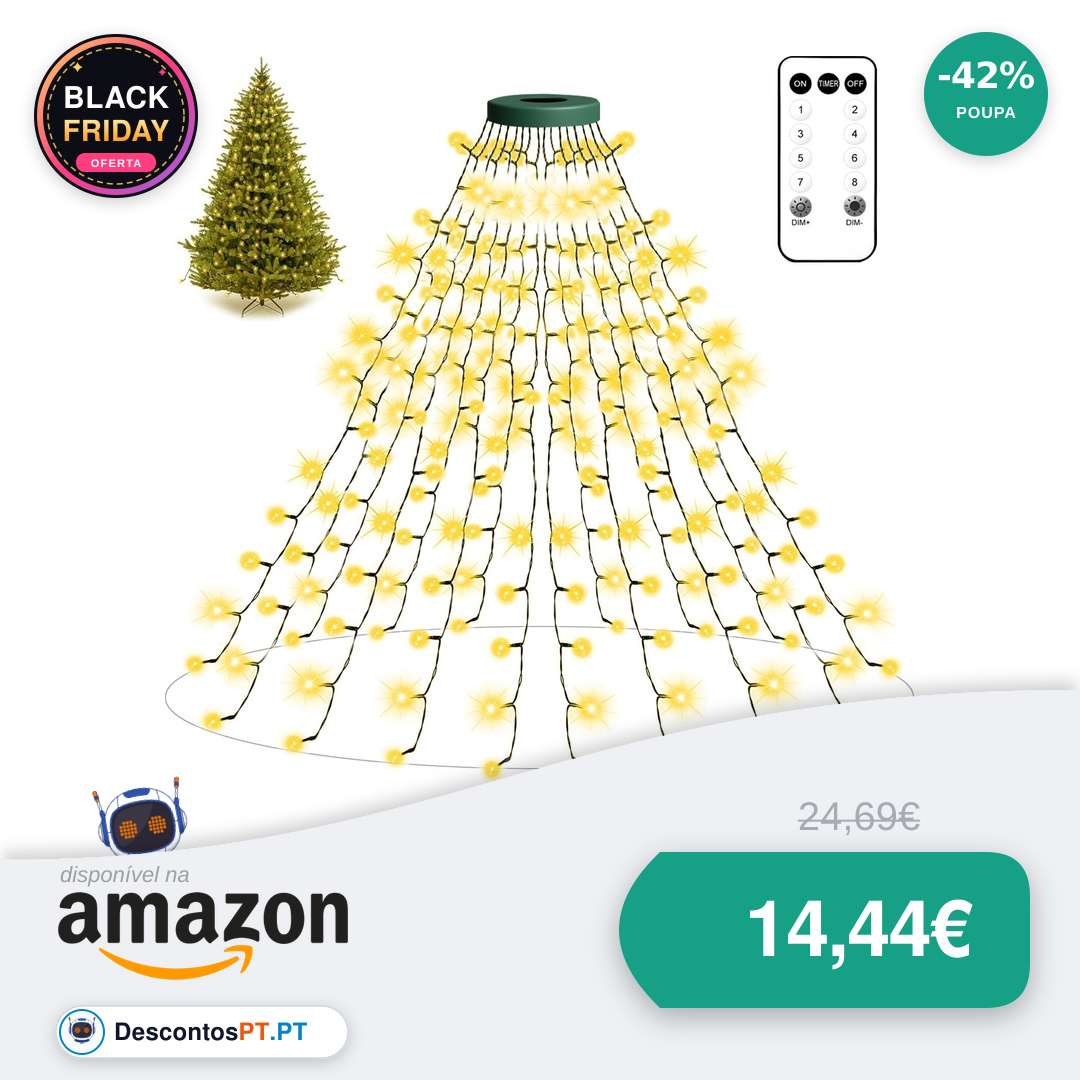 BLACK
FRIDAY
OFERTA
-42%
POUPA
ON TIMER OFF
1 2
3 4
5 6
7 8
DIM+ DIM-
24,69€
14,44€
disponível na
amazon
DescontosPT.PT